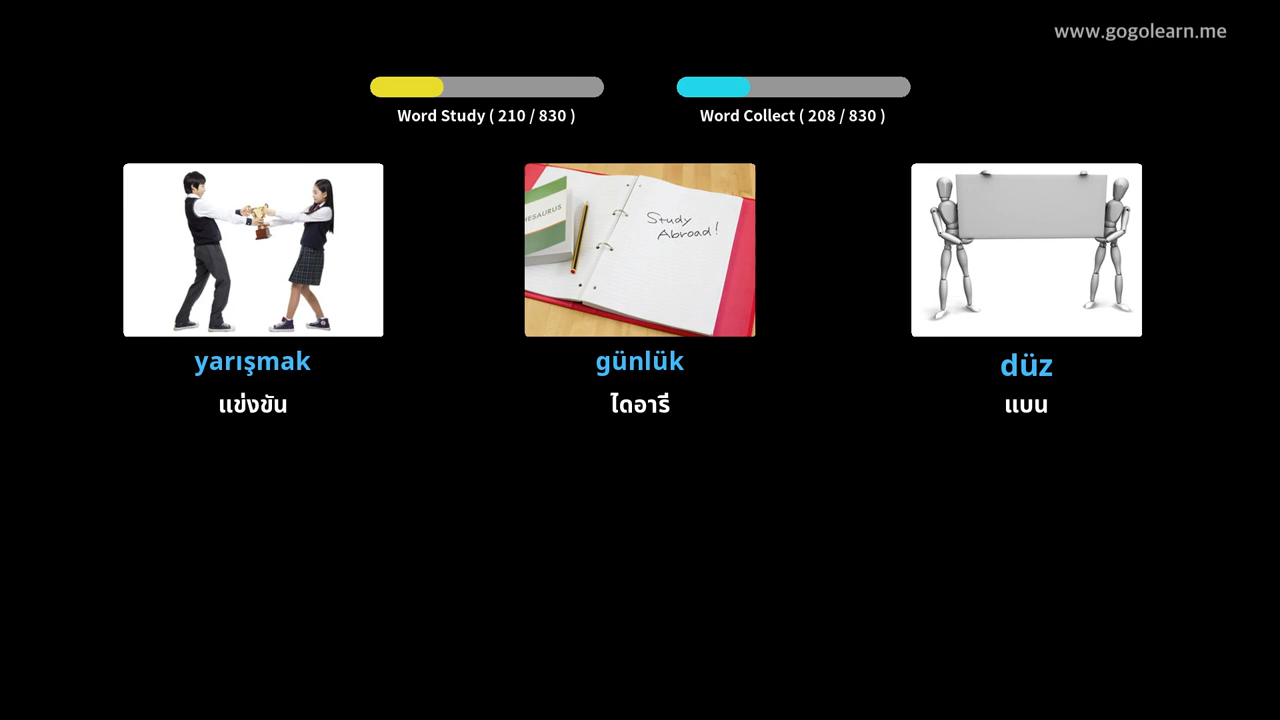 www.gogolearn.me
Word Study ( 210 / 830 )
Word Collect ( 208 / 830 )
HESAURUS
Study
Abroad!
yarışmak
günlük
düz
แข่งขัน
ไดอารี
แบน